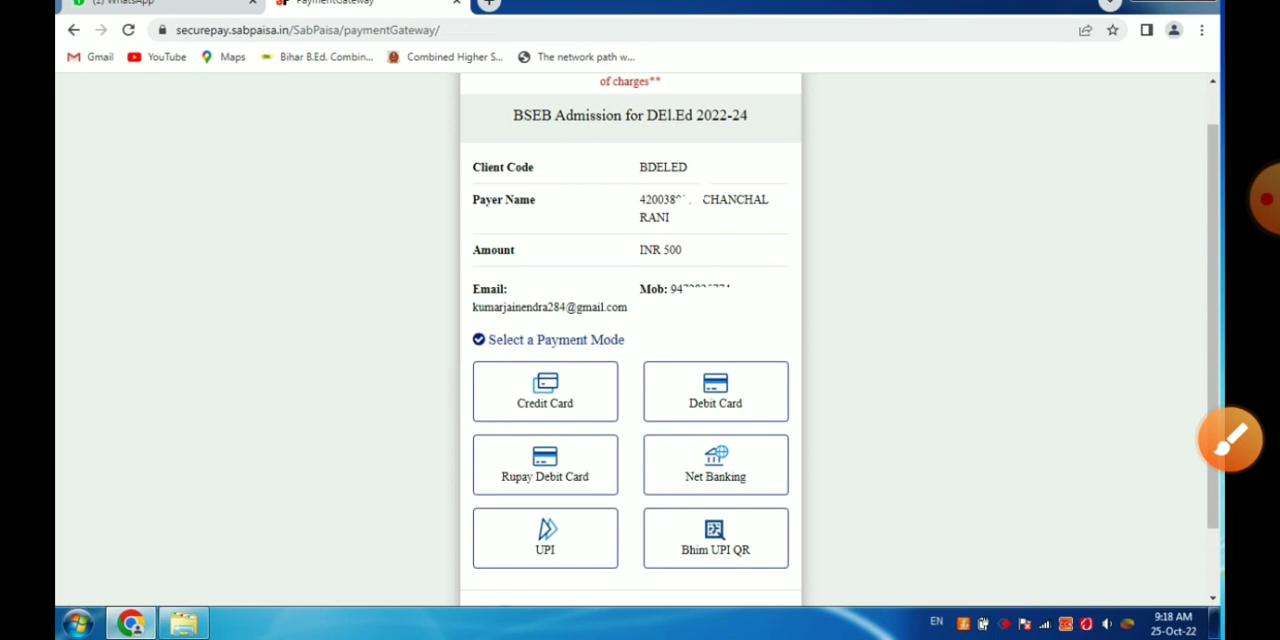 (1) WhatsApp
PaymentGateway
securepay.sabpaisa.in/SabPaisa/paymentGateway/
Gmail YouTube Maps Bihar B.Ed. Combin... Combined Higher S... The network path w...
of charges**
BSEB Admission for DEl.Ed 2022-24
Client Code BDELED
Payer Name CHANCHAL
RANI
Amount INR 500
Email: Mob:
kumarjainendra284@gmail.com
Select a Payment Mode
Credit Card Debit Card
Rupay Debit Card Net Banking
UPI Bhim UPI QR
EN 9:18 AM
25-Oct-22